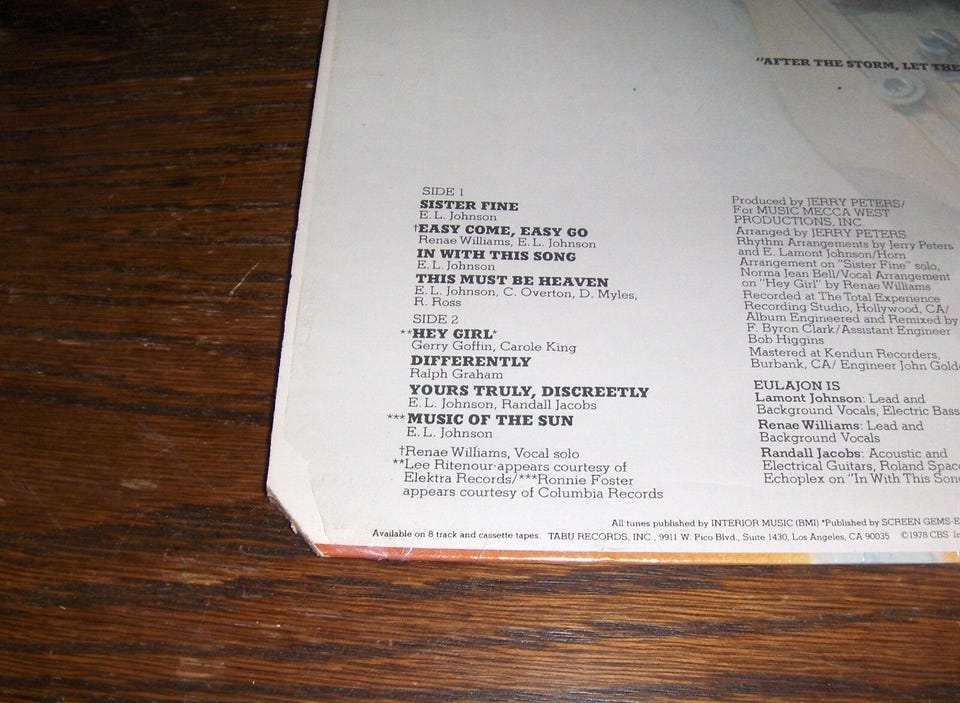 "AFTER THE STORM, LET THE
SIDE 1
SISTER FINE
E. L. Johnson
†EASY COME, EASY GO
Renae Williams, E. L. Johnson
IN WITH THIS SONG
E. L. Johnson
THIS MUST BE HEAVEN
E. L. Johnson, C. Overton, D. Myles,
R. Ross
SIDE 2
**HEY GIRL*
Gerry Goffin, Carole King
DIFFERENTLY
Ralph Graham
YOURS TRULY, DISCREETLY
E. L. Johnson, Randall Jacobs
***MUSIC OF THE SUN
E. L. Johnson
†Renae Williams, Vocal solo
**Lee Ritenour-appears courtesy of
Elektra Records/***Ronnie Foster
appears courtesy of Columbia Records
Produced by JERRY PETERS/
For MUSIC MECCA WEST
PRODUCTIONS, INC.
Arranged by JERRY PETERS
Rhythm Arrangements by Jerry Peters
and E. Lamont Johnson/Horn
Arrangement on "Sister Fine" solo,
Norma Jean Bell/Vocal Arrangement
on "Hey Girl" by Renae Williams
Recorded at The Total Experience
Recording Studio, Hollywood, CA/
Album Engineered and Remixed by
F. Byron Clark/Assistant Engineer
Bob Higgins
Mastered at Kendun Recorders,
Burbank, CA/ Engineer John Gold
EULAJON IS
Lamont Johnson: Lead and
Background Vocals, Electric Bass
Renae Williams: Lead and
Background Vocals
Randall Jacobs: Acoustic and
Electrical Guitars, Roland Spac
Echoplex on "In With This Son
All tunes published by INTERIOR MUSIC (BMI) *Published by SCREEN GEMS-E
Available on 8 track and cassette tapes. TABU RECORDS, INC., 9911 W. Pico Blvd., Suite 1430, Los Angeles, CA 90035 ©1978 CBS In